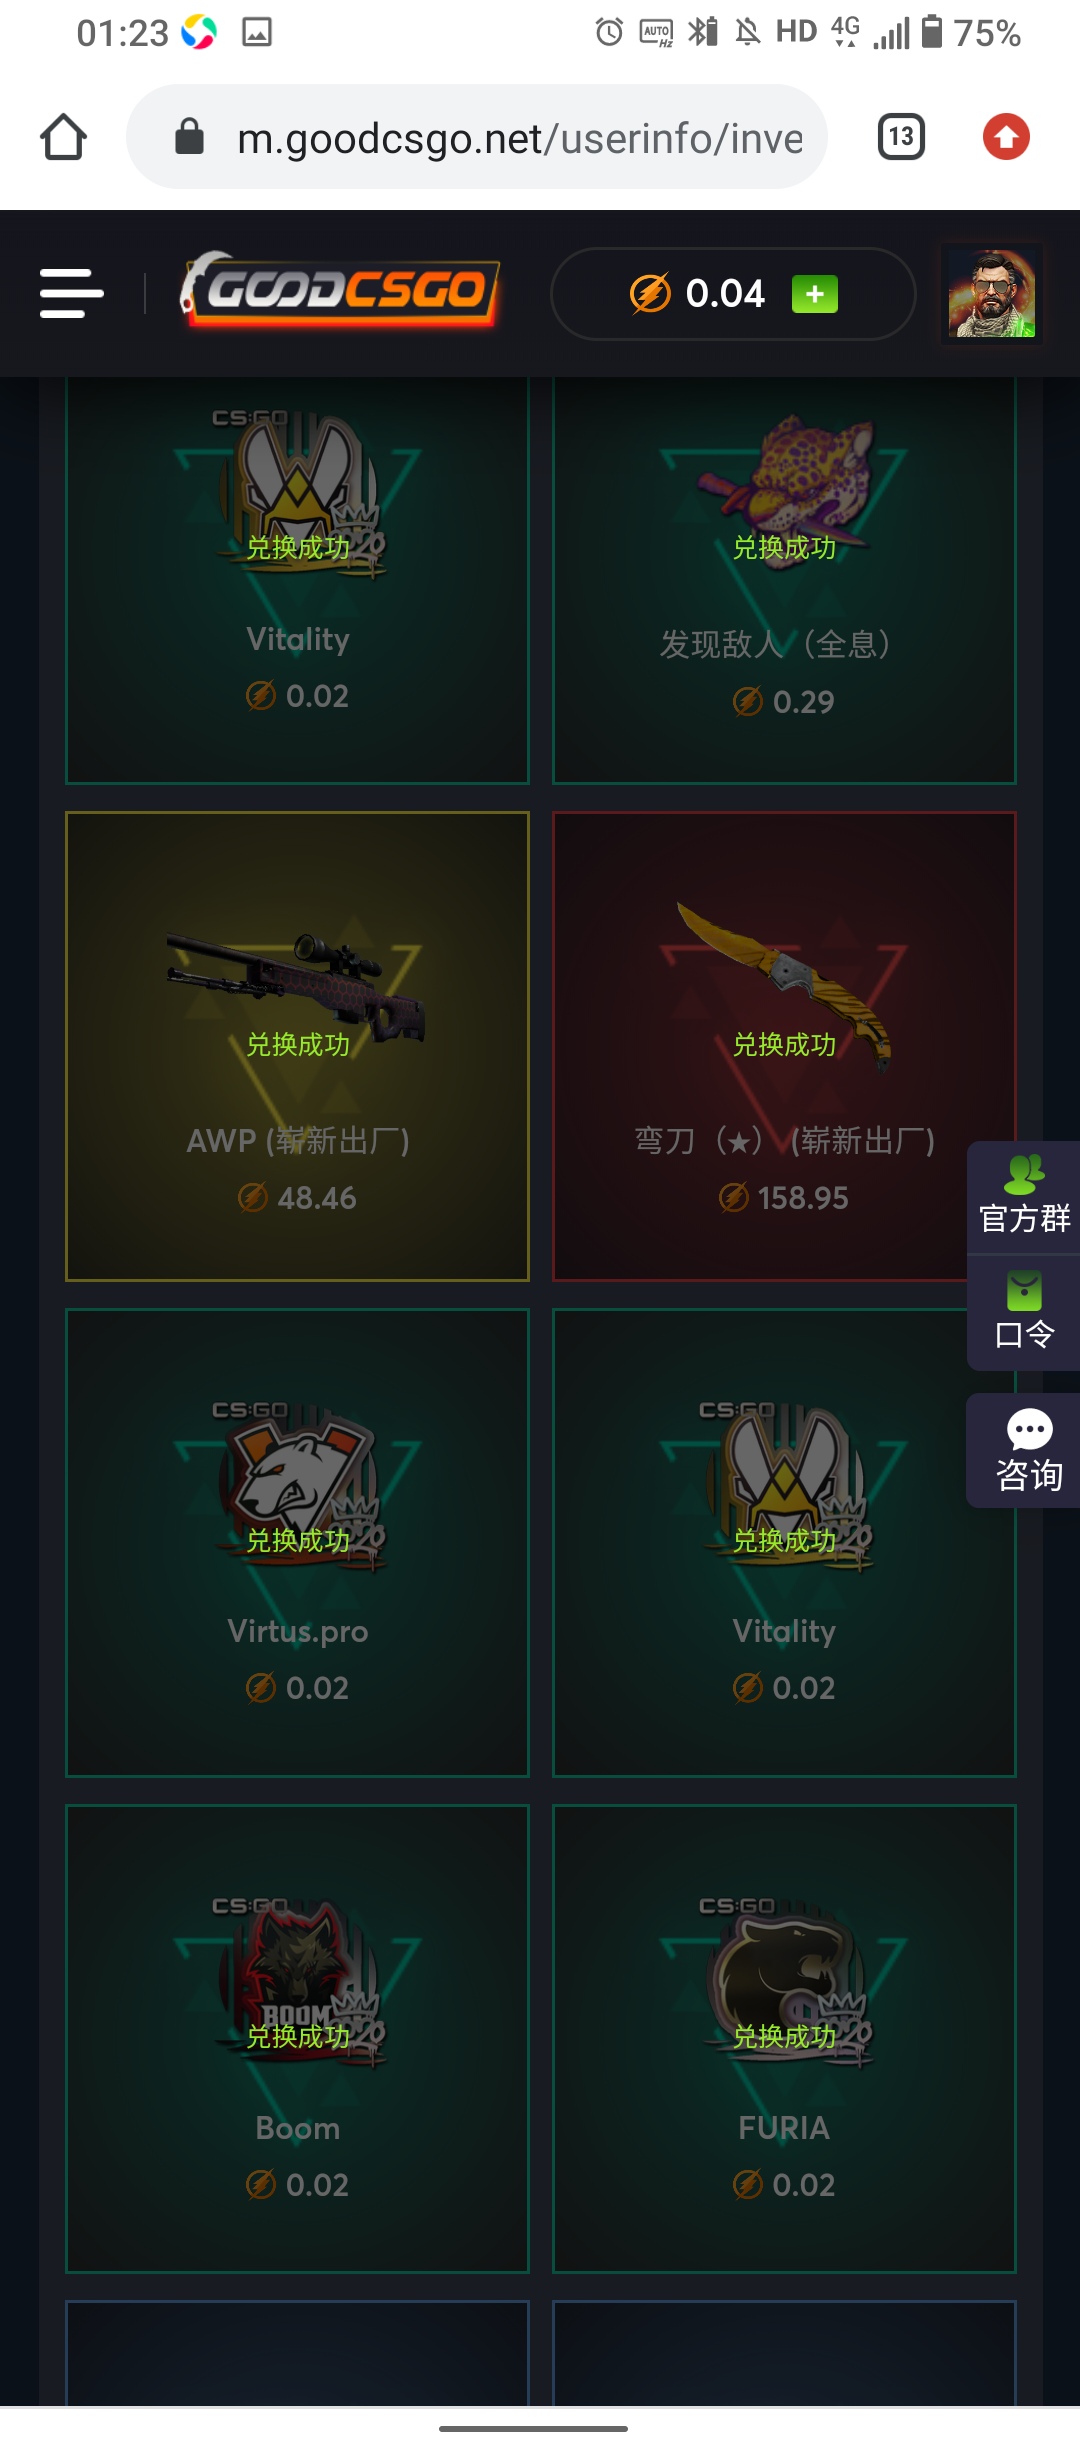 01:23
AUTO Hz
HD 4G 75%
m.goodcsgo.net/userinfo/inve
13
GOODCSGO
0.04
CS:GO
兑换成功
兑换成功
Vitality
发现敌人（全息）
0.02
0.29
兑换成功
兑换成功
AWP (崭新出厂)
弯刀（★） (崭新出厂)
48.46
158.95
官方群
口令
咨询
CS:GO
CS:GO
兑换成功
兑换成功
Virtus.pro
Vitality
0.02
0.02
CS:GO
CS:GO
BOOM
兑换成功
兑换成功
Boom
FURIA
0.02
0.02